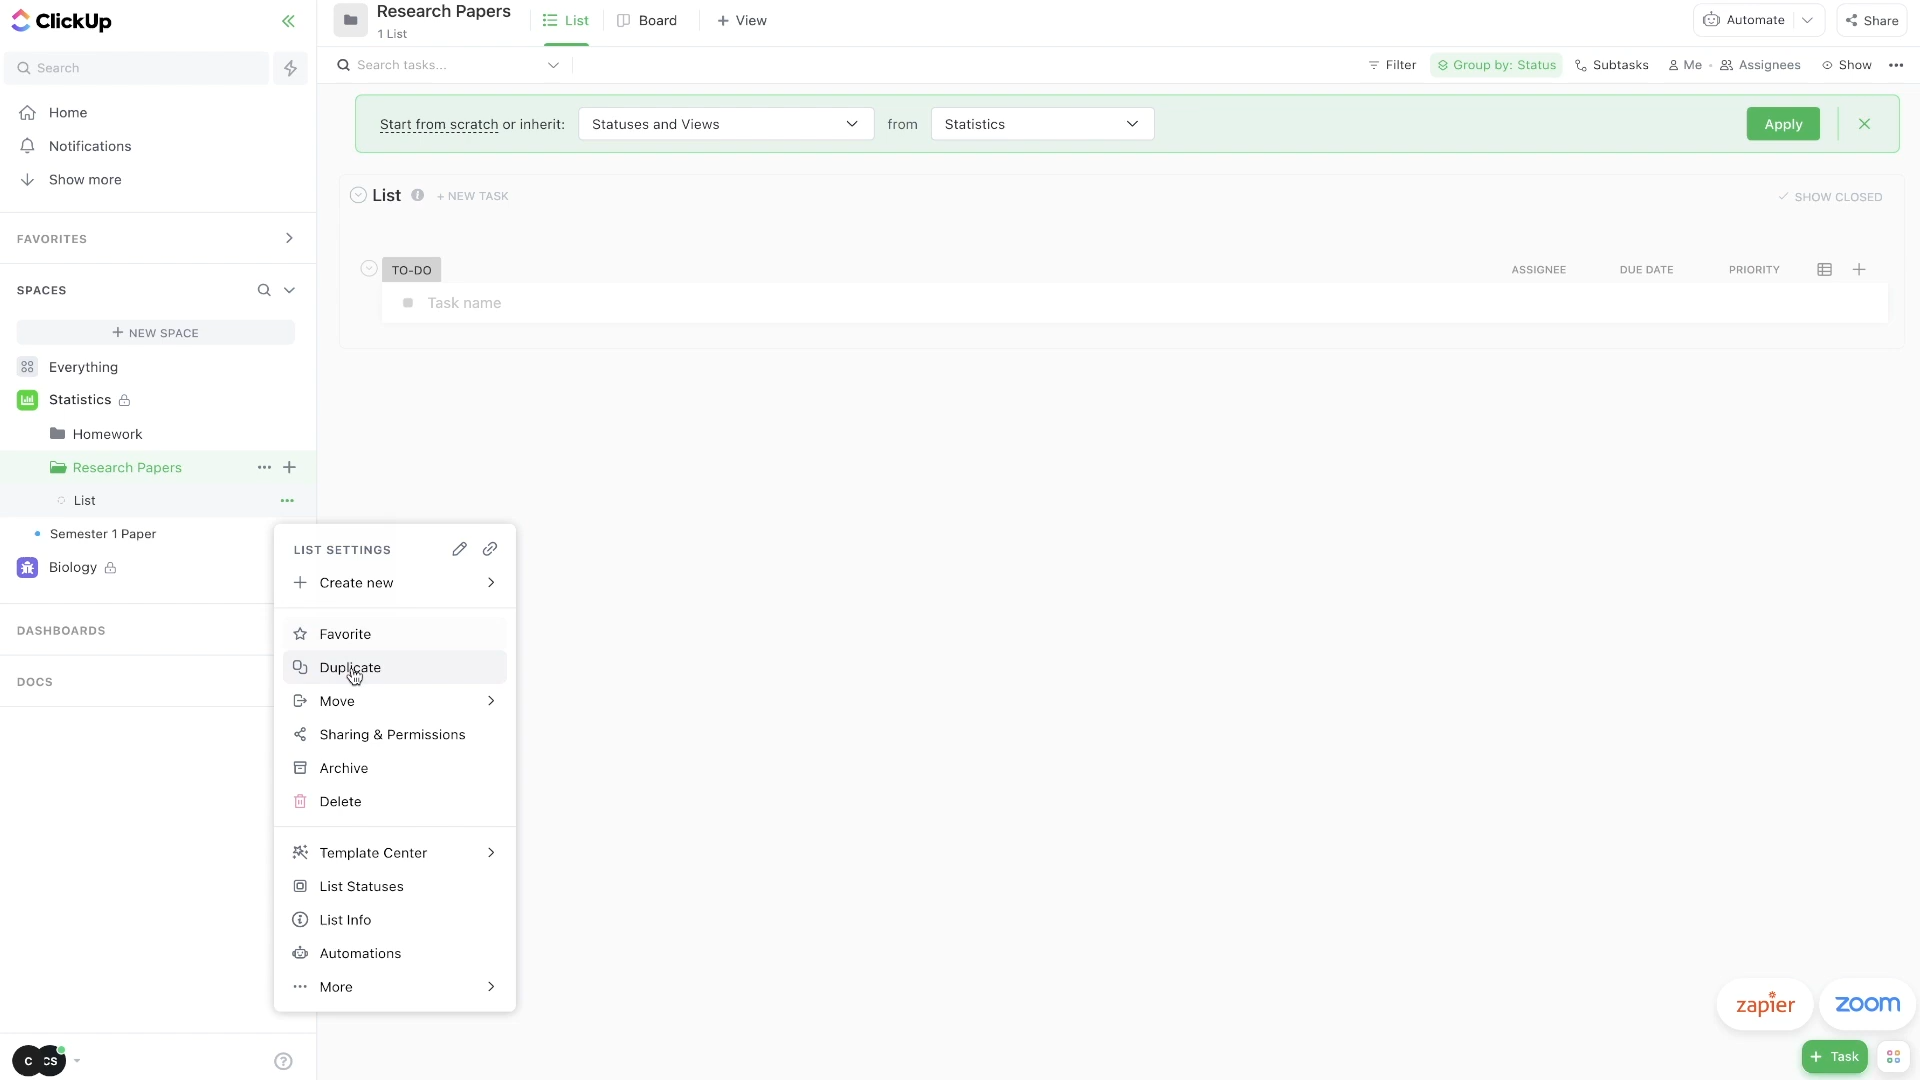 ClickUp
Search
Home
Notifications
Show more
FAVORITES
SPACES
+ NEW SPACE
Everything
Statistics
Homework
Research Papers
List
Semester 1 Paper
Biology
DASHBOARDS
DOCS
C
CS
Research Papers
1 List
List
Board
+ View
Automate
Share
Search tasks...
Filter
Group by: Status
Subtasks
Me
Assignees
Show
Start from scratch or inherit:
Statuses and Views
from
Statistics
Apply
List
+ NEW TASK
SHOW CLOSED
TO-DO
ASSIGNEE
DUE DATE
PRIORITY
Task name
LIST SETTINGS
Create new
Favorite
Duplicate
Move
Sharing & Permissions
Archive
Delete
Template Center
List Statuses
List Info
Automations
More
zapier
zoom
+ Task